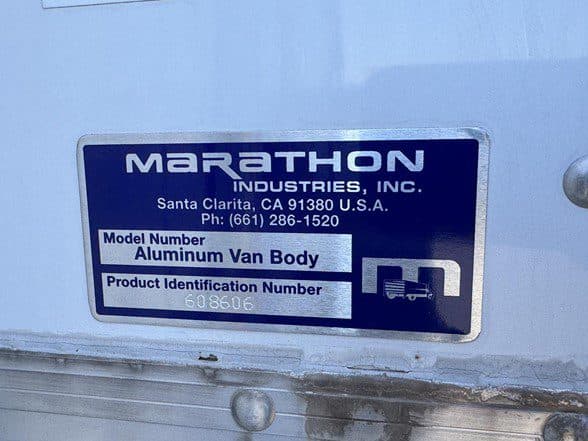 MARATHON
INDUSTRIES, INC.
Santa Clarita, CA 91380 U.S.A.
Ph: (661) 286-1520
Model Number
Aluminum Van Body
Product Identification Number
608606
m